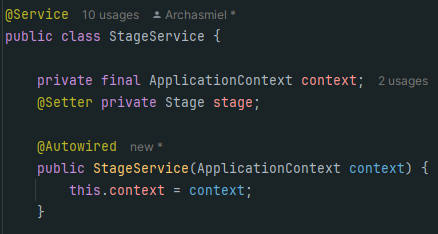 @Service 10 usages Archasmiel *
public class StageService {
private final ApplicationContext context; 2 usages
@Setter private Stage stage;
@Autowired new *
public StageService(ApplicationContext context) {
this.context = context;
}